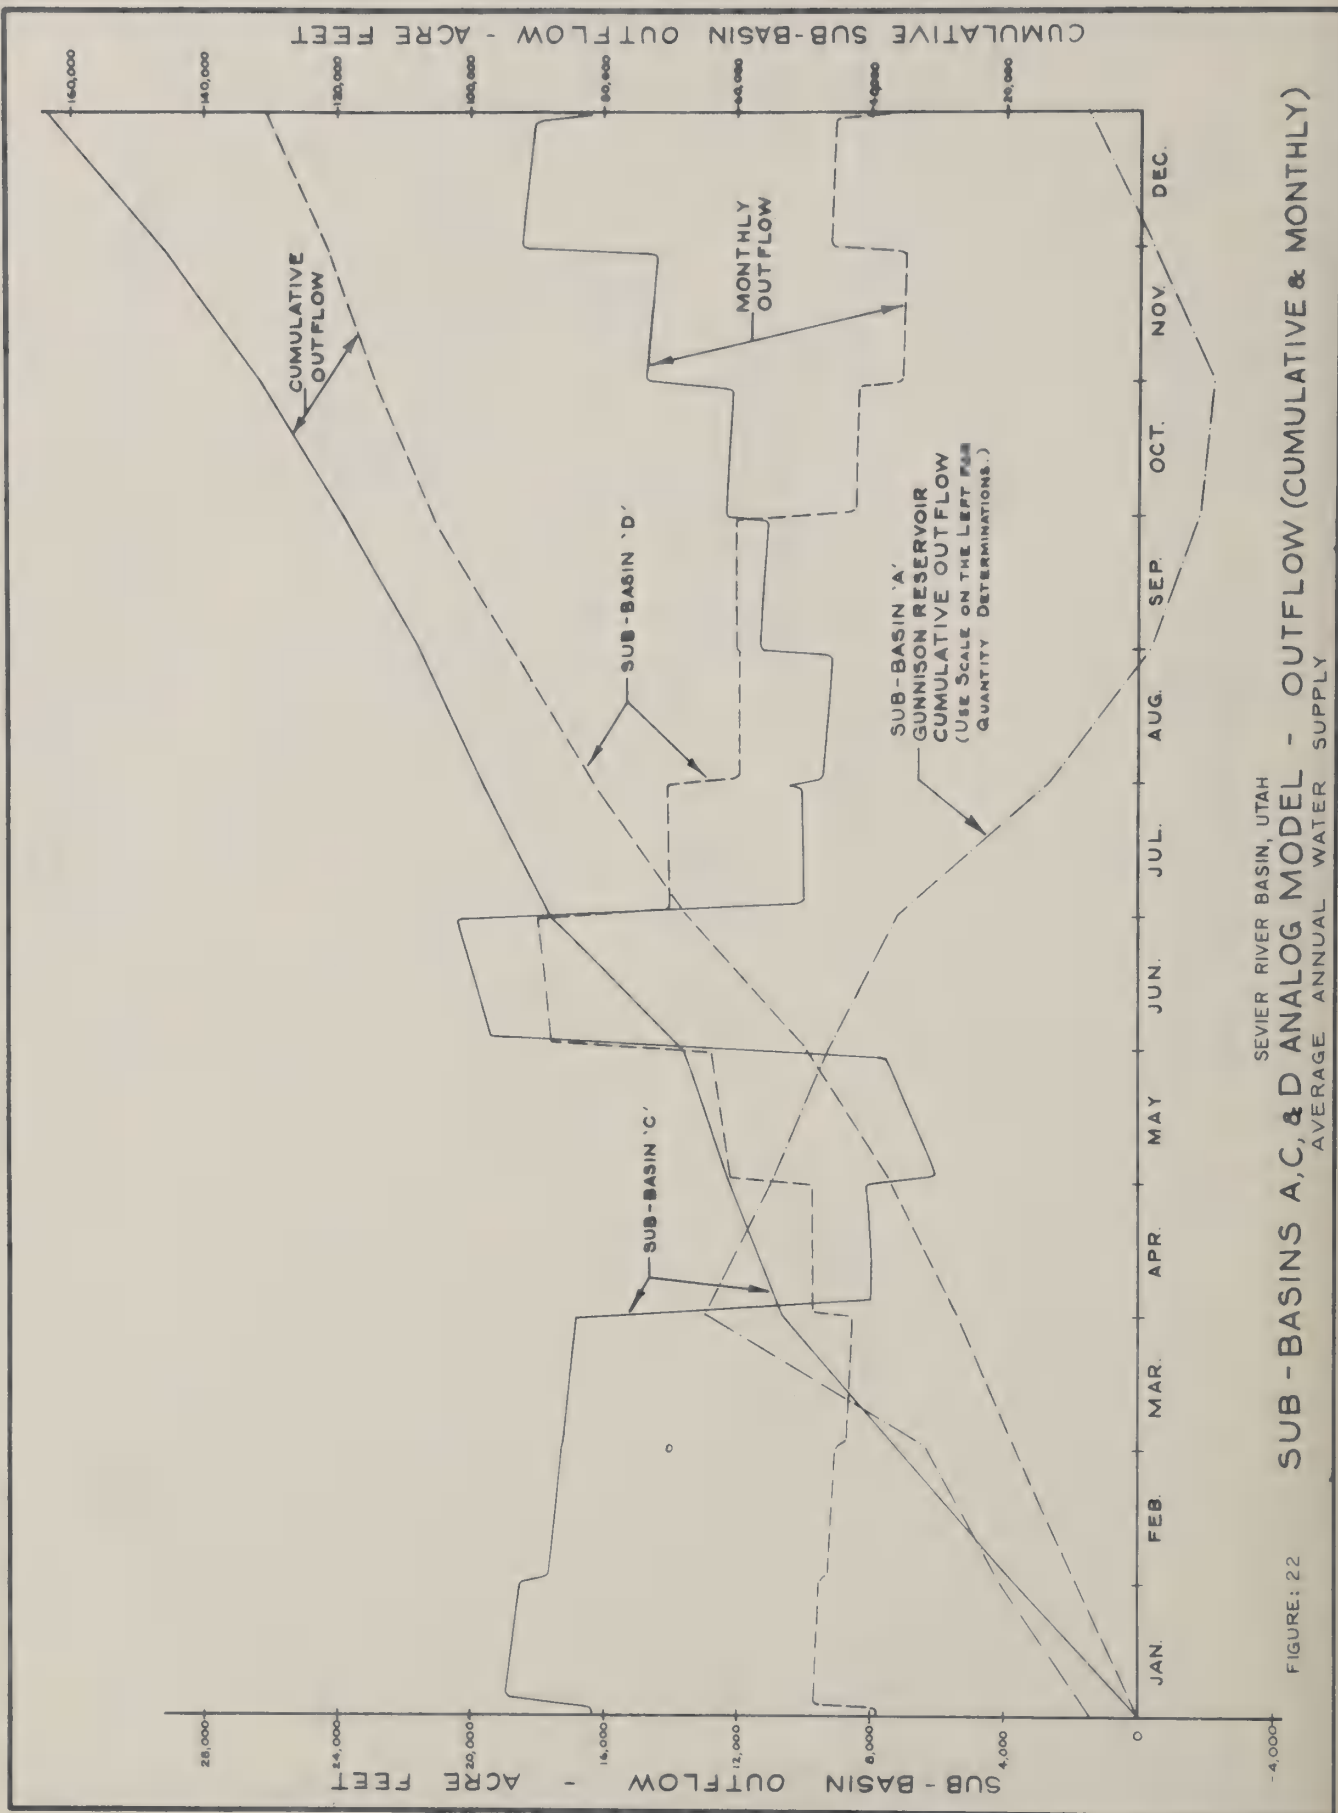 CUMULATIVE SUB-BASIN OUTFLOW - ACRE FEET
160,000
140,000
120,000
100,000
80,000
60,000
40,000
20,000
CUMULATIVE
OUTFLOW
MONTHLY
OUTFLOW
SUB-BASIN 'D'
SUB-BASIN 'A'
GUNNISON RESERVOIR
CUMULATIVE OUTFLOW
(USE SCALE ON THE LEFT FOR
QUANTITY DETERMINATIONS.)
SUB-BASIN 'C'
SUB-BASIN OUTFLOW - ACRE FEET
28,000
24,000
20,000
16,000
12,000
8,000
4,000
0
-4,000
JAN.
FEB.
MAR.
APR.
MAY
JUN.
JUL.
AUG.
SEP.
OCT.
NOV.
DEC.
SEVIER RIVER BASIN, UTAH
FIGURE: 22 SUB-BASINS A, C, & D ANALOG MODEL - OUTFLOW (CUMULATIVE & MONTHLY)
AVERAGE ANNUAL WATER SUPPLY